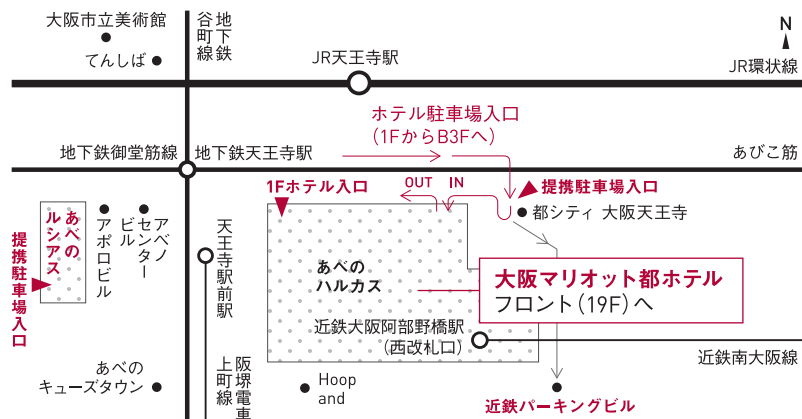 大阪市立美術館
てんしば
地下鉄
谷町線
JR天王寺駅
N
JR環状線
ホテル駐車場入口
(1FからB3Fへ)
地下鉄御堂筋線
地下鉄天王寺駅
あびこ筋
1Fホテル入口
OUT
IN
提携駐車場入口
都シティ 大阪天王寺
あべの
ルシアス
提携駐車場入口
アポロビル
アベノ
センター
ビル
天王寺駅前駅
あべの
ハルカス
大阪マリオット都ホテル
フロント(19F)へ
近鉄大阪阿部野橋駅
(西改札口)
近鉄南大阪線
あべの
キューズタウン
阪堺電車
上町線
Hoop
and
近鉄パーキングビル